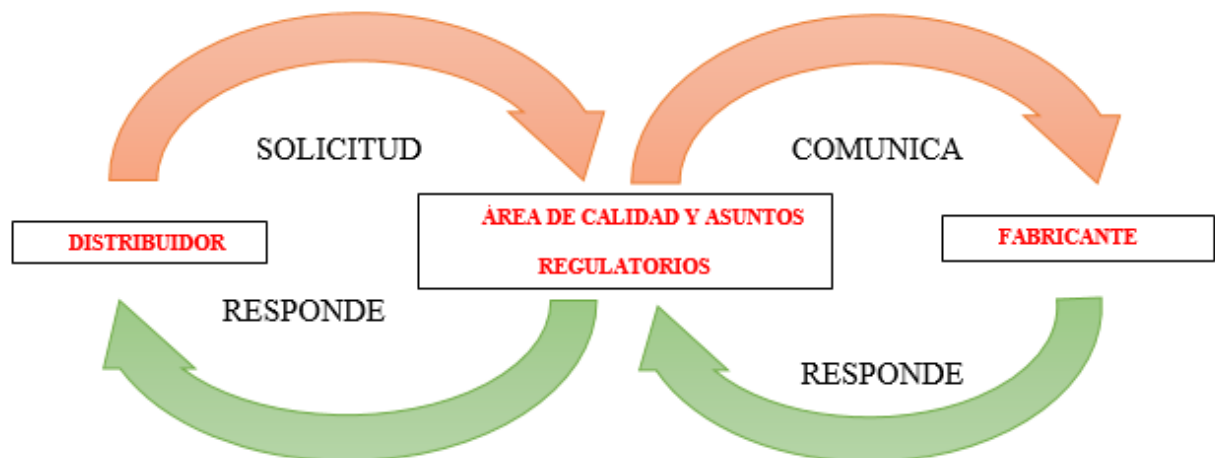 SOLICITUD
COMUNICA
DISTRIBUIDOR
ÁREA DE CALIDAD Y ASUNTOS
REGULATORIOS
FABRICANTE
RESPONDE
RESPONDE